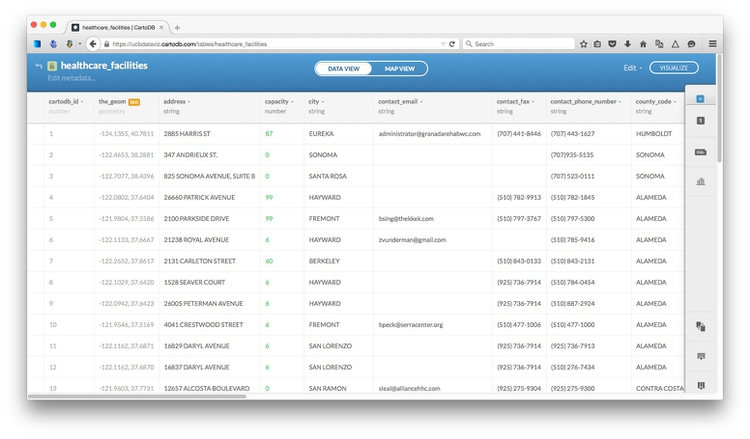 healthcare_facilities | CartoDB
https://ucbdataviz.cartodb.com/tables/healthcare_facilities
Search
healthcare_facilities
Edit metadata...
DATA VIEW MAP VIEW
Edit
VISUALIZE
cartodb_id the_geom GEO address capacity city contact_email contact_fax contact_phone_number county_code
number geometry string number string string string string string
1 -124.1355, 40.7811 2885 HARRIS ST 87 EUREKA administrator@granadarehabwc.com (707) 441-8446 (707) 443-1627 HUMBOLDT
2 -122.4653, 38.2881 347 ANDRIEUX ST. 0 SONOMA (707)935-5135 SONOMA
3 -122.7077, 38.4396 825 SONOMA AVENUE, SUITE B 0 SANTA ROSA (707) 523-0111 SONOMA
4 -122.0802, 37.6404 26660 PATRICK AVENUE 99 HAYWARD (510) 782-9913 (510) 782-1845 ALAMEDA
5 -121.9804, 37.5586 2100 PARKSIDE DRIVE 99 FREMONT bsing@thekkek.com (510) 797-3767 (510) 797-5300 ALAMEDA
6 -122.1133, 37.6667 21238 ROYAL AVENUE 6 HAYWARD zvunderman@gmail.com (510) 785-9416 ALAMEDA
7 -122.2652, 37.8617 2131 CARLETON STREET 60 BERKELEY (510) 843-0133 (510) 843-2131 ALAMEDA
8 -122.1029, 37.6420 1528 SEAVER COURT 6 HAYWARD (925) 736-7914 (510) 784-0454 ALAMEDA
9 -122.0942, 37.6423 26005 PETERMAN AVENUE 6 HAYWARD (925) 736-7914 (510) 887-2924 ALAMEDA
10 -121.9546, 37.5169 4041 CRESTWOOD STREET 6 FREMONT bpeck@serracenter.org (510) 477-1006 (510) 477-1000 ALAMEDA
11 -122.1162, 37.6871 16829 DARYL AVENUE 6 SAN LORENZO (925) 736-7914 (925) 736-7913 ALAMEDA
12 -122.1162, 37.6870 16837 DARYL AVENUE 6 SAN LORENZO (925) 736-7914 (510) 276-7434 ALAMEDA
13 -121.9603, 37.7731 12657 ALCOSTA BOULEVARD 0 SAN RAMON sleal@alliancehhc.com (925) 275-9304 (925) 275-9300 CONTRA COSTA